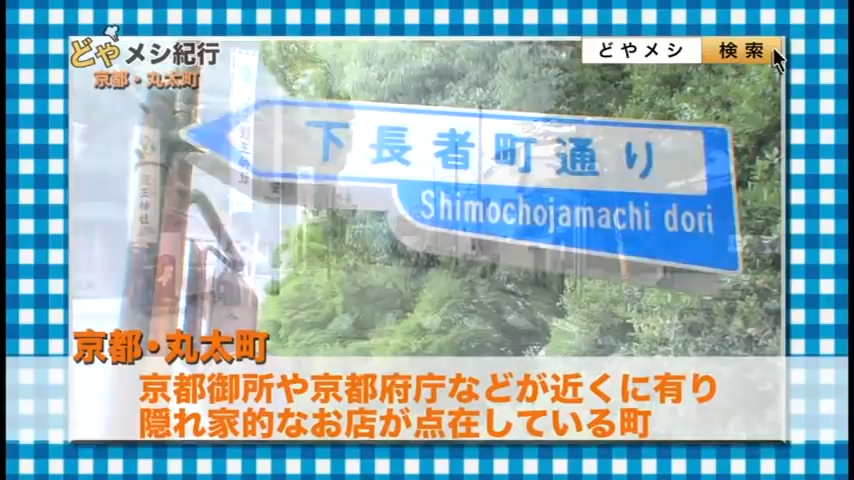 どやメシ紀行
京都・丸太町
どやメシ 検索
下長者町通り
Shimochojamachi dori
京都・丸太町
京都御所や京都府庁などが近くに有り
隠れ家的なお店が点在している町